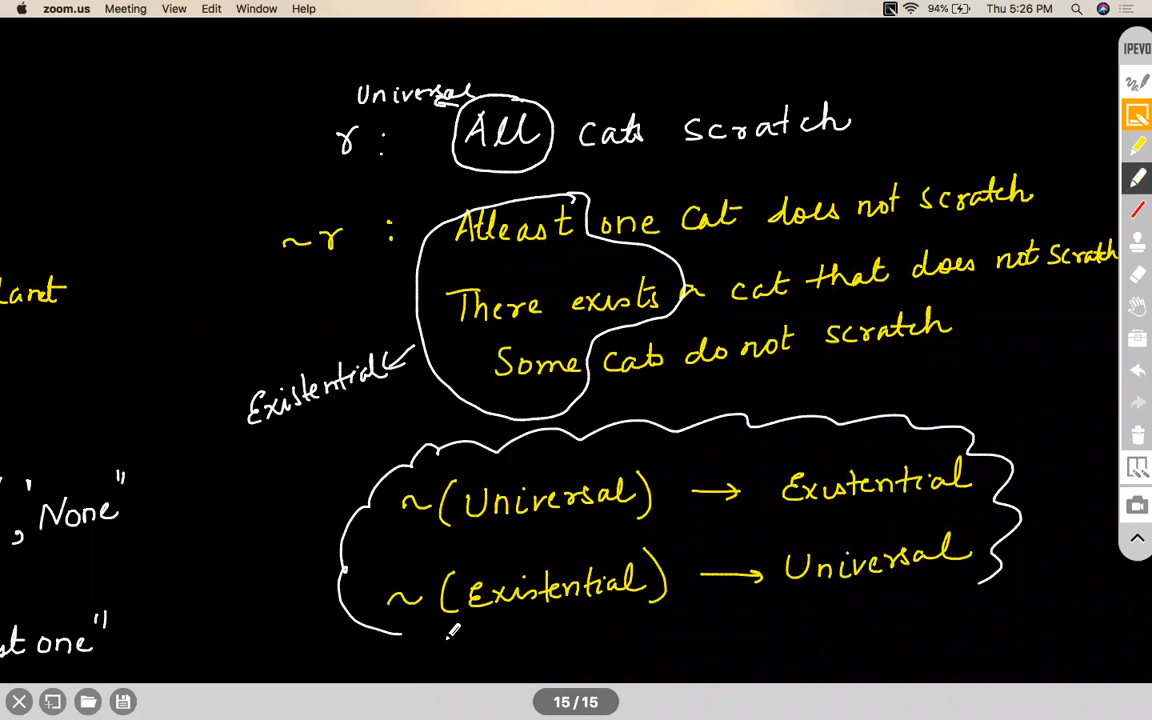 zoom.us Meeting View Edit Window Help 94% Thu 5:26 PM
IPEVO
Universal
r : All cats scratch
~r : Atleast one cat does not scratch
There exists a cat that does not scratch
Some cats do not scratch
Existential
~(Universal) → Existential
~(Existential) → Universal
, "None"
one"
15/15